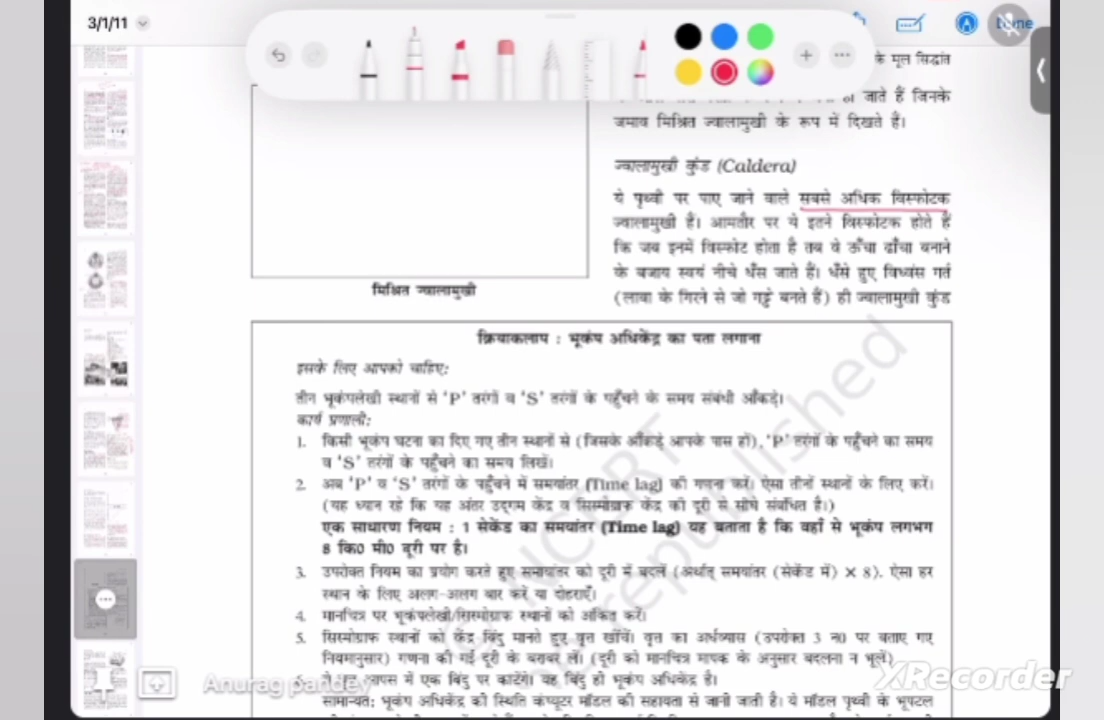 3/1/11
Done
के मूल सिद्धांत
जाते हैं जिनके
जमाव मिश्रित ज्वालामुखी के रूप में दिखते हैं।
ज्वालामुखी कुंड (Caldera)
ये पृथ्वी पर पाए जाने वाले सबसे अधिक विस्फोटक
ज्वालामुखी हैं। आमतौर पर ये इतने विस्फोटक होते हैं
कि जब इनमें विस्फोट होता है तब वे ऊँचा ढाँचा बनाने
के बजाय स्वयं नीचे धँस जाते हैं। धँसे हुए विध्वंस गर्त
(लावा के गिरने से जो गड्ढे बनते हैं) ही ज्वालामुखी कुंड
मिश्रित ज्वालामुखी
क्रियाकलाप : भूकंप अधिकेंद्र का पता लगाना
इसके लिए आपको चाहिए:
तीन भूकंपलेखी स्थानों से 'P' तरंगों व 'S' तरंगों के पहुँचने के समय संबंधी आँकड़े।
कार्य प्रणाली:
1. किसी भूकंप घटना का दिए गए तीन स्थानों से (जिसके आँकड़े आपके पास हों), 'P' तरंगों के पहुँचने का समय
व 'S' तरंगों के पहुँचने का समय लिखें।
2. अब 'P' व 'S' तरंगों के पहुँचने में समयांतर (Time lag) की गणना करें। ऐसा तीनों स्थानों के लिए करें।
(यह ध्यान रहे कि यह अंतर उद्गम केंद्र व सिस्मोग्राफ केंद्र की दूरी से सीधे संबंधित है।)
एक साधारण नियम : 1 सेकेंड का समयांतर (Time lag) यह बताता है कि वहाँ से भूकंप लगभग
8 कि0 मी0 दूरी पर है।
3. उपरोक्त नियम का प्रयोग करते हुए समयांतर को दूरी में बदलें (अर्थात् समयांतर (सेकेंड में) × 8). ऐसा हर
स्थान के लिए अलग-अलग बार करें या दोहराएँ।
4. मानचित्र पर भूकंपलेखी/सिस्मोग्राफ स्थानों को अंकित करें।
5. सिस्मोग्राफ स्थानों को केंद्र बिंदु मानते हुए वृत्त खींचें। वृत्त का अर्धव्यास (उपरोक्त 3 न0 पर बताए गए
नियमानुसार) गणना की गई दूरी के बराबर लें। (दूरी को मानचित्र मापक के अनुसार बदलना न भूलें)
आपस में एक बिंदु पर काटेंगे। यह बिंदु ही भूकंप अधिकेंद्र है।
सामान्यत: भूकंप अधिकेंद्र की स्थिति कंप्यूटर मॉडल की सहायता से जानी जाती है। ये मॉडल पृथ्वी के भूपटल
NCERT
republished
Anurag pandey
XRecorder